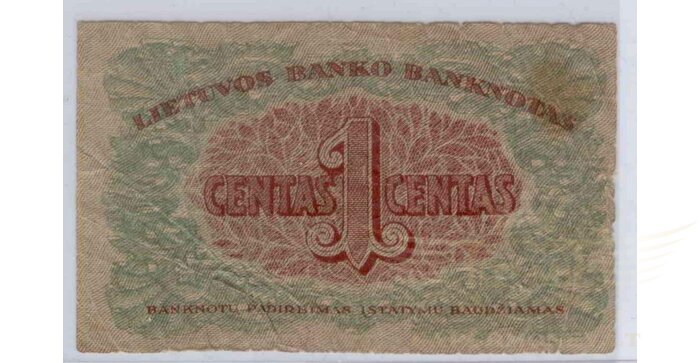 LIETUVOS BANKO BANKNOTAS
CENTAS 1 CENTAS
BANKNOTŲ PADIRBIMAS ĮSTATYMŲ BAUDŽIAMAS